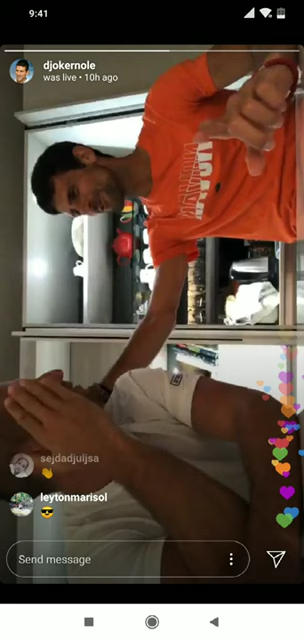 9:41
djokernole
was live • 10h ago
sejdadjuljsa
👏
leytonmarisol
😎
Send message